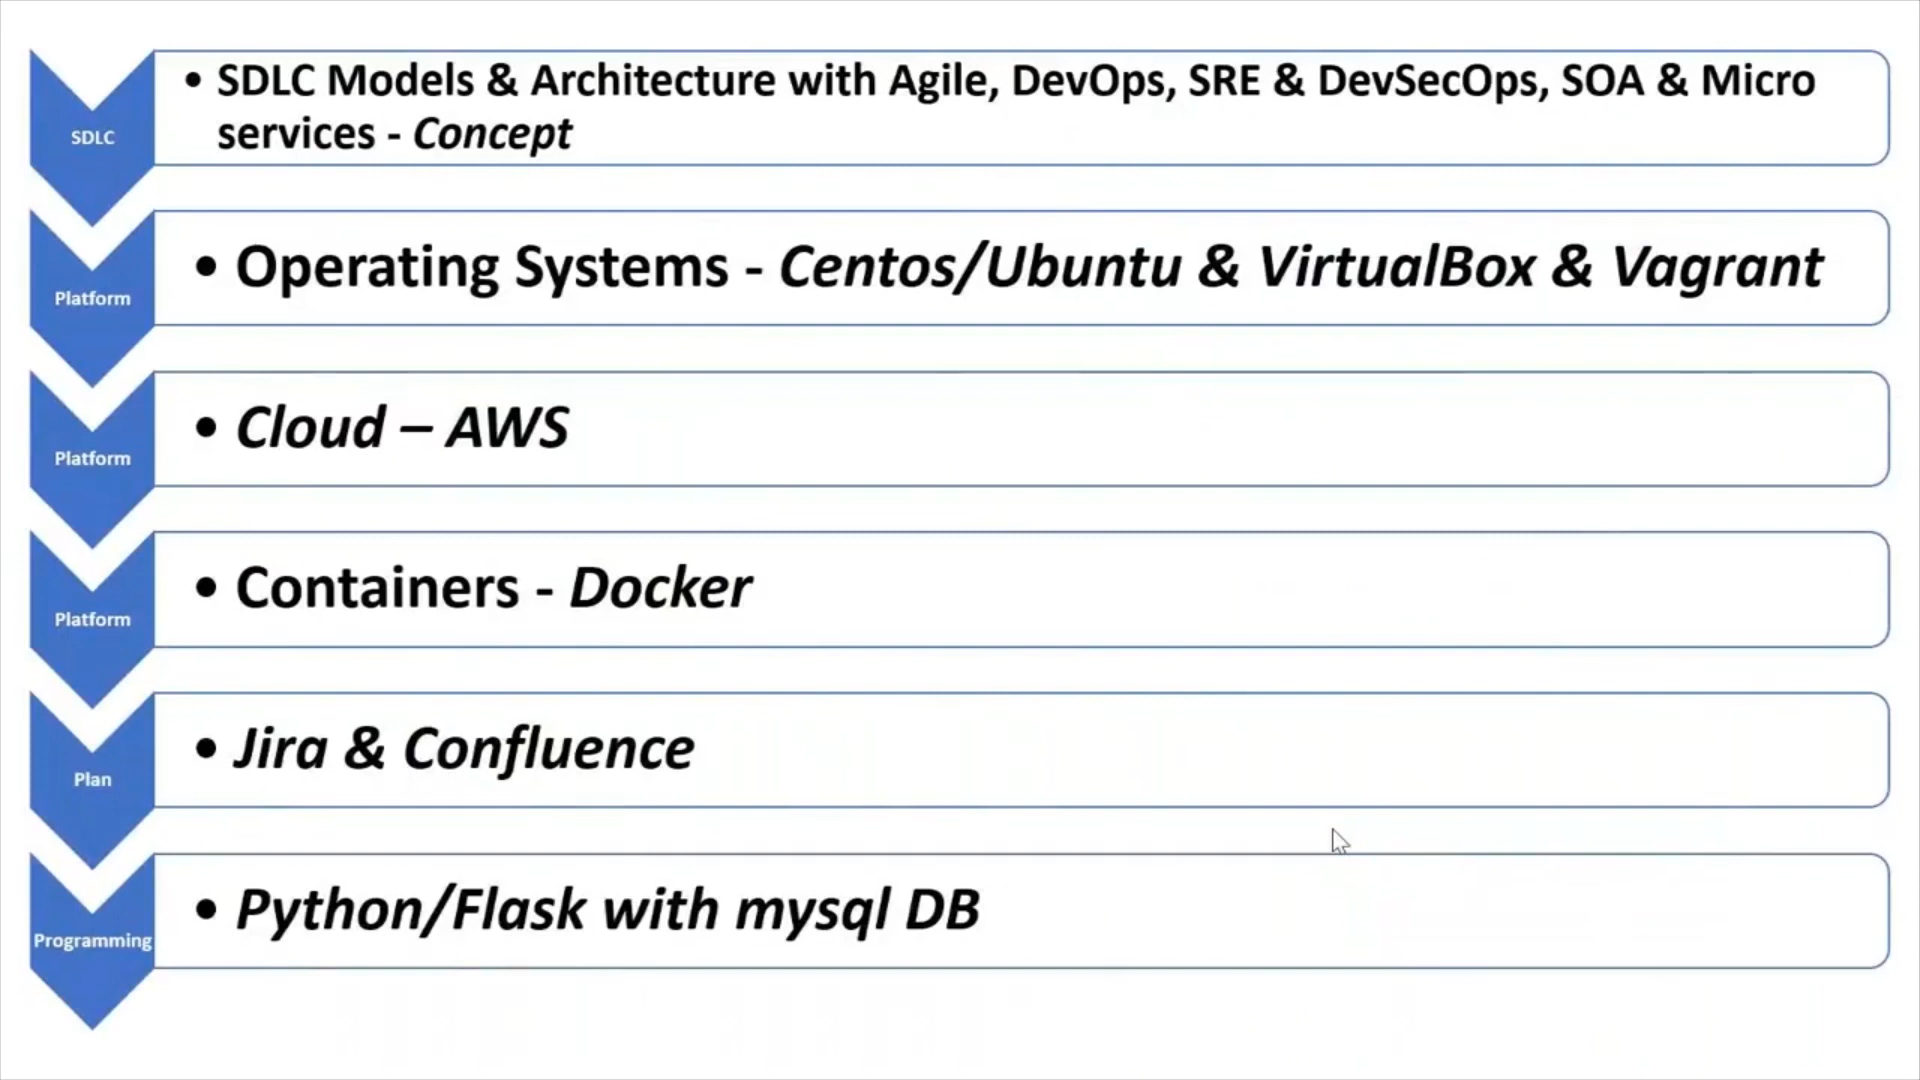 SDLC
• SDLC Models & Architecture with Agile, DevOps, SRE & DevSecOps, SOA & Micro
services - Concept
Platform
• Operating Systems - Centos/Ubuntu & VirtualBox & Vagrant
Platform
• Cloud – AWS
Platform
• Containers - Docker
Plan
• Jira & Confluence
Programming
• Python/Flask with mysql DB